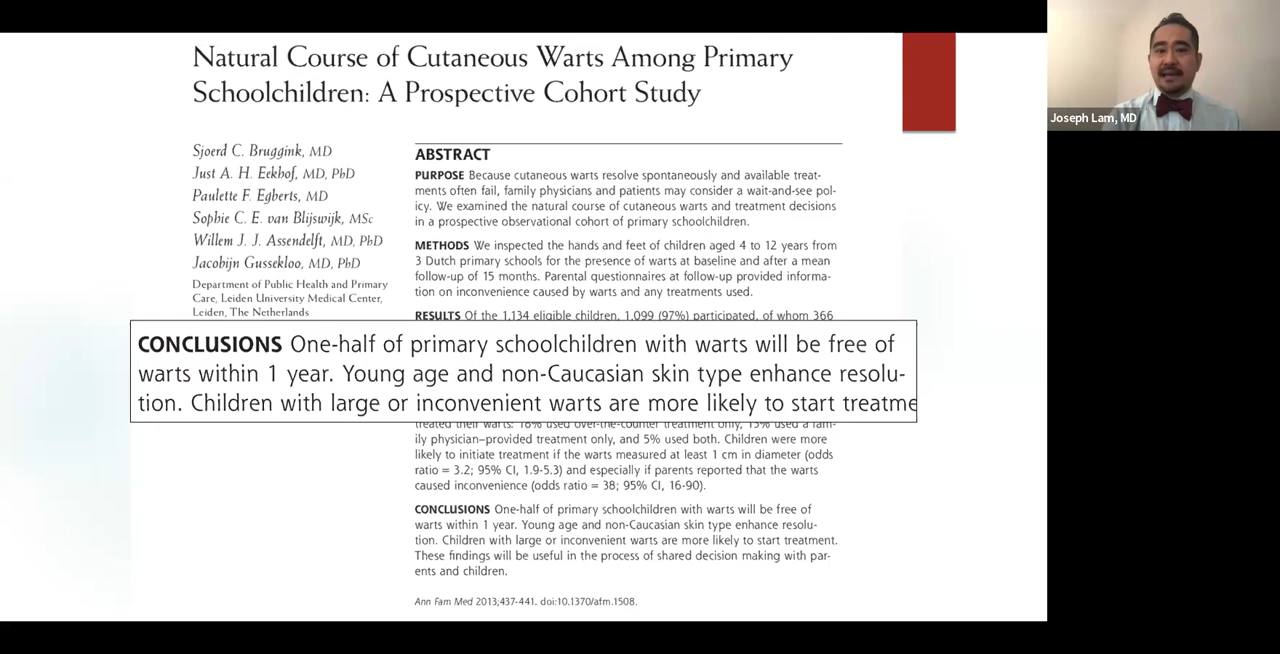 Natural Course of Cutaneous Warts Among Primary
Schoolchildren: A Prospective Cohort Study
Joseph Lam, MD
Sjoerd C. Bruggink, MD
Just A. H. Eekhof, MD, PhD
Paulette F. Egberts, MD
Sophie C. E. van Blijswijk, MSc
Willem J. J. Assendelft, MD, PhD
Jacobijn Gussekloo, MD, PhD
Department of Public Health and Primary
Care, Leiden University Medical Center,
Leiden, The Netherlands
ABSTRACT
PURPOSE Because cutaneous warts resolve spontaneously and available treat-
ments often fail, family physicians and patients may consider a wait-and-see pol-
icy. We examined the natural course of cutaneous warts and treatment decisions
in a prospective observational cohort of primary schoolchildren.
METHODS We inspected the hands and feet of children aged 4 to 12 years from
3 Dutch primary schools for the presence of warts at baseline and after a mean
follow-up of 15 months. Parental questionnaires at follow-up provided informa-
tion on inconvenience caused by warts and any treatments used.
RESULTS Of the 1,134 eligible children, 1,099 (97%) participated, of whom 366
CONCLUSIONS One-half of primary schoolchildren with warts will be free of
warts within 1 year. Young age and non-Caucasian skin type enhance resolu-
tion. Children with large or inconvenient warts are more likely to start treatme
treated their warts: 18% used over-the-counter treatment only, 15% used a fam-
ily physician–provided treatment only, and 5% used both. Children were more
likely to initiate treatment if the warts measured at least 1 cm in diameter (odds
ratio = 3.2; 95% CI, 1.9-5.3) and especially if parents reported that the warts
caused inconvenience (odds ratio = 38; 95% CI, 16-90).
CONCLUSIONS One-half of primary schoolchildren with warts will be free of
warts within 1 year. Young age and non-Caucasian skin type enhance resolu-
tion. Children with large or inconvenient warts are more likely to start treatment.
These findings will be useful in the process of shared decision making with par-
ents and children.
Ann Fam Med 2013;437-441. doi:10.1370/afm.1508.